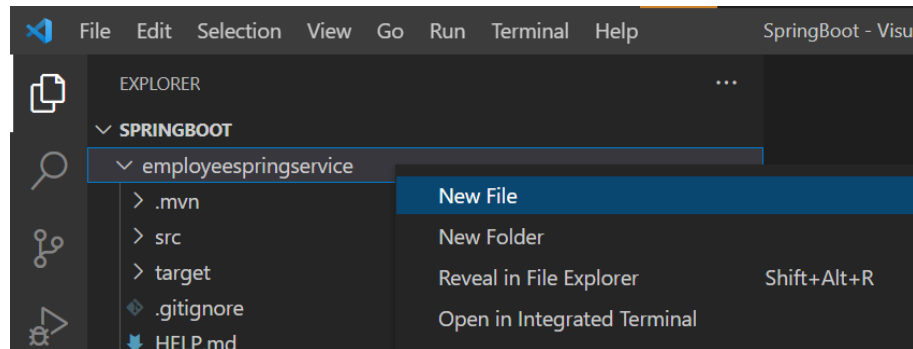 File Edit Selection View Go Run Terminal Help SpringBoot - Visu
EXPLORER ...
SPRINGBOOT
employeespringservice
.mvn
New File
src
New Folder
target
Reveal in File Explorer Shift+Alt+R
.gitignore
Open in Integrated Terminal
HELP.md